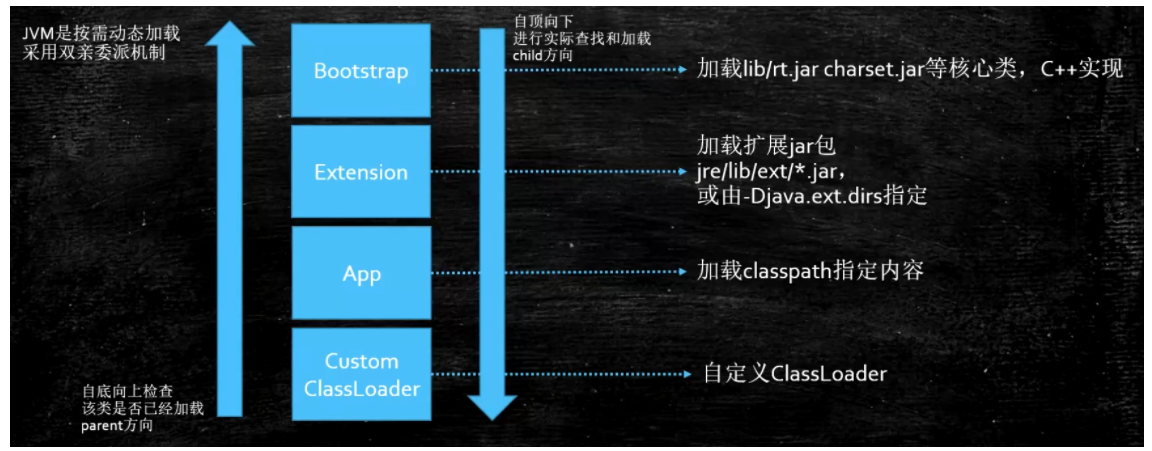 JVM是按需动态加载
采用双亲委派机制
自顶向下
进行实际查找和加载
child方向
Bootstrap
加载lib/rt.jar charset.jar等核心类，C++实现
Extension
加载扩展jar包
jre/lib/ext/*.jar，
或由-Djava.ext.dirs指定
App
加载classpath指定内容
Custom
ClassLoader
自定义ClassLoader
自底向上检查
该类是否已经加载
parent方向